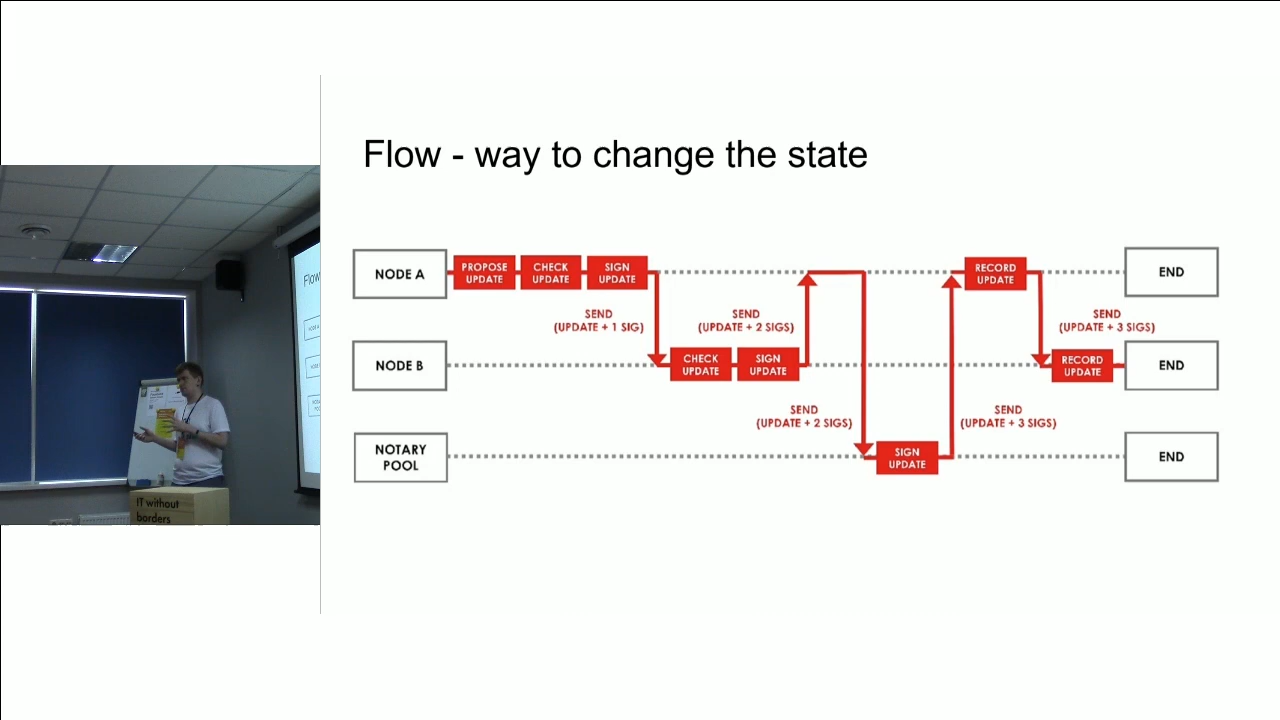 Flow - way to change the state
NODE A
PROPOSE
UPDATE
CHECK
UPDATE
SIGN
UPDATE
RECORD
UPDATE
END
SEND
(UPDATE + 1 SIG)
SEND
(UPDATE + 2 SIGS)
SEND
(UPDATE + 3 SIGS)
NODE B
CHECK
UPDATE
SIGN
UPDATE
RECORD
UPDATE
END
SEND
(UPDATE + 2 SIGS)
SEND
(UPDATE + 3 SIGS)
NOTARY
POOL
SIGN
UPDATE
END
Flow
IT without
borders